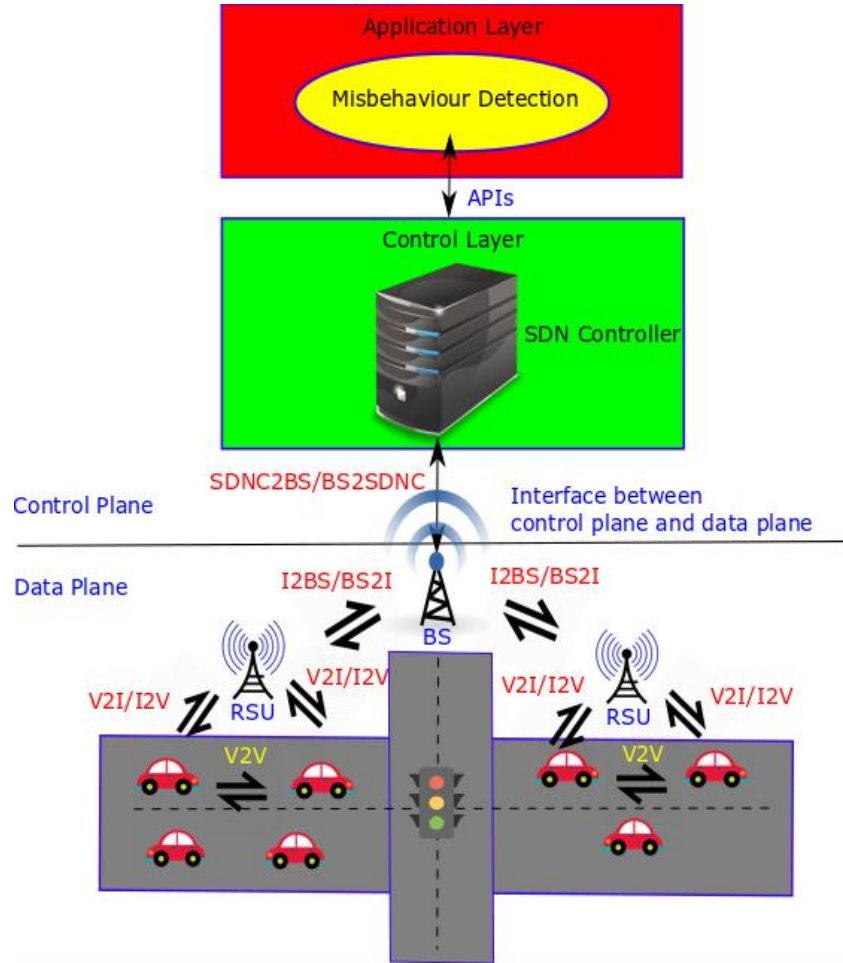 Application Layer
Misbehaviour Detection
APIs
Control Layer
SDN Controller
SDNC2BS/BS2SDNC
Control Plane
Interface between
control plane and data plane
Data Plane
I2BS/BS2I
I2BS/BS2I
BS
V2I/I2V
RSU
V2I/I2V
V2I/I2V
RSU
V2I/I2V
V2V
V2V